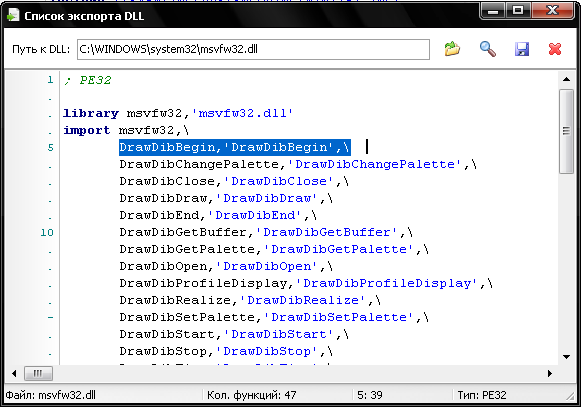 Список экспорта DLL
Путь к DLL: C:\WINDOWS\system32\msvfw32.dll
1 ; PE32
.
. library msvfw32,'msvfw32.dll'
. import msvfw32,\
5 DrawDibBegin,'DrawDibBegin',\
. DrawDibChangePalette,'DrawDibChangePalette',\
. DrawDibClose,'DrawDibClose',\
. DrawDibDraw,'DrawDibDraw',\
. DrawDibEnd,'DrawDibEnd',\
10 DrawDibGetBuffer,'DrawDibGetBuffer',\
. DrawDibGetPalette,'DrawDibGetPalette',\
. DrawDibOpen,'DrawDibOpen',\
. DrawDibProfileDisplay,'DrawDibProfileDisplay',\
. DrawDibRealize,'DrawDibRealize',\
- DrawDibSetPalette,'DrawDibSetPalette',\
. DrawDibStart,'DrawDibStart',\
. DrawDibStop,'DrawDibStop',\
Файл: msvfw32.dll Кол. функций: 47 5: 39 Тип: PE32